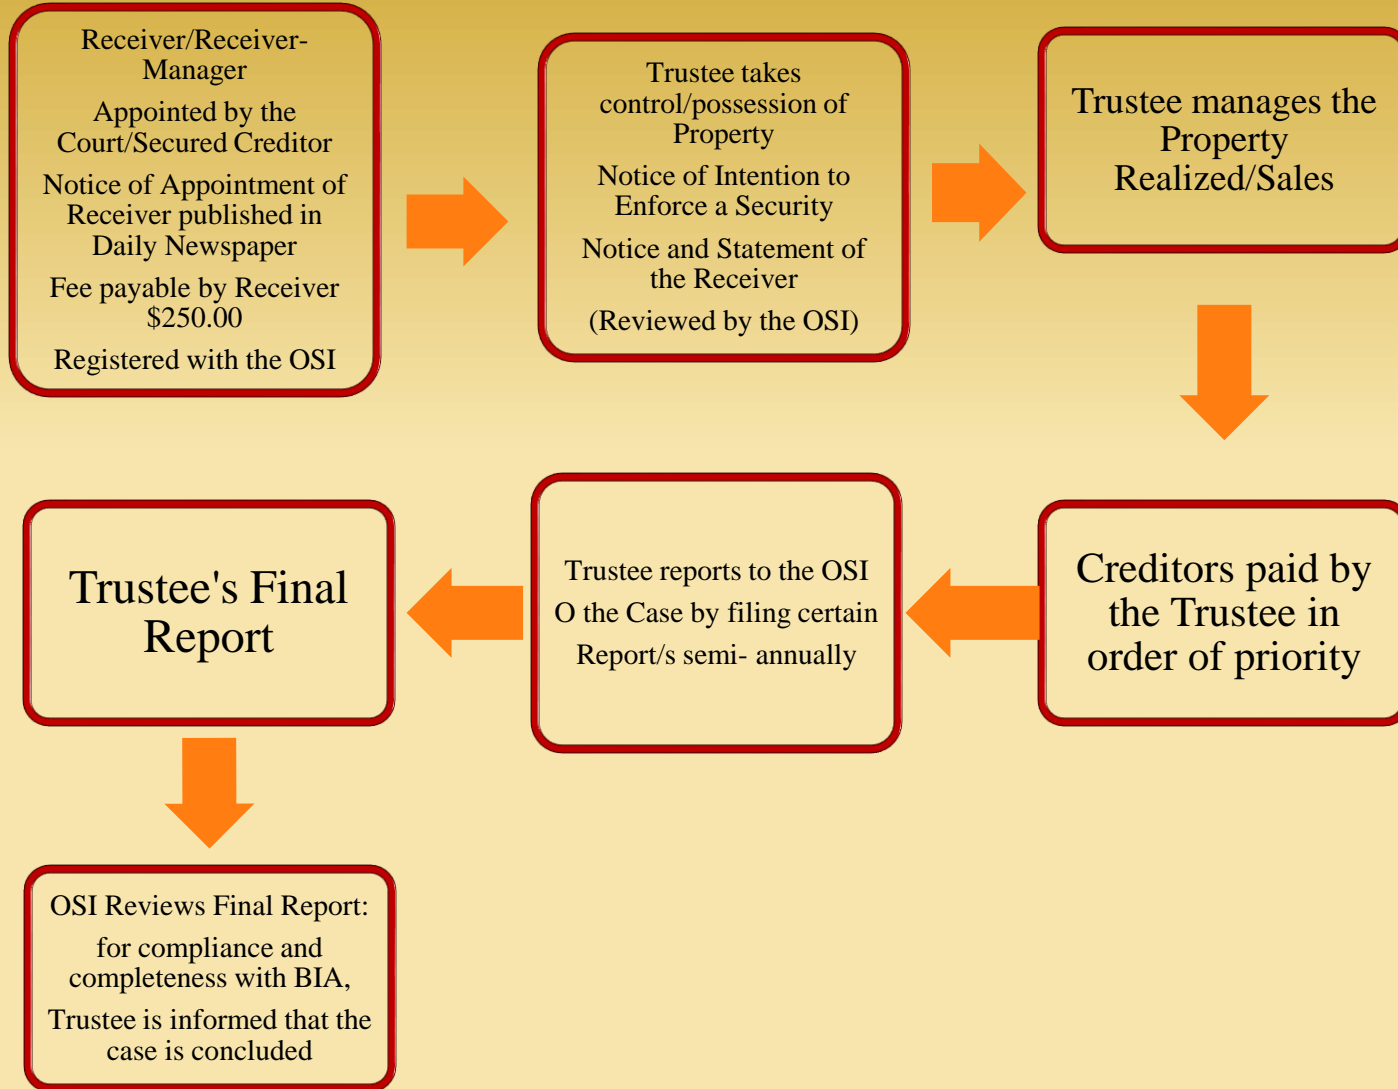 Receiver/Receiver-
Manager
Appointed by the
Court/Secured Creditor
Notice of Appointment of
Receiver published in
Daily Newspaper
Fee payable by Receiver
$250.00
Registered with the OSI
Trustee takes
control/possession of
Property
Notice of Intention to
Enforce a Security
Notice and Statement of
the Receiver
(Reviewed by the OSI)
Trustee manages the
Property
Realized/Sales
Creditors paid by
the Trustee in
order of priority
Trustee reports to the OSI
O the Case by filing certain
Report/s semi- annually
Trustee's Final
Report
OSI Reviews Final Report:
for compliance and
completeness with BIA,
Trustee is informed that the
case is concluded